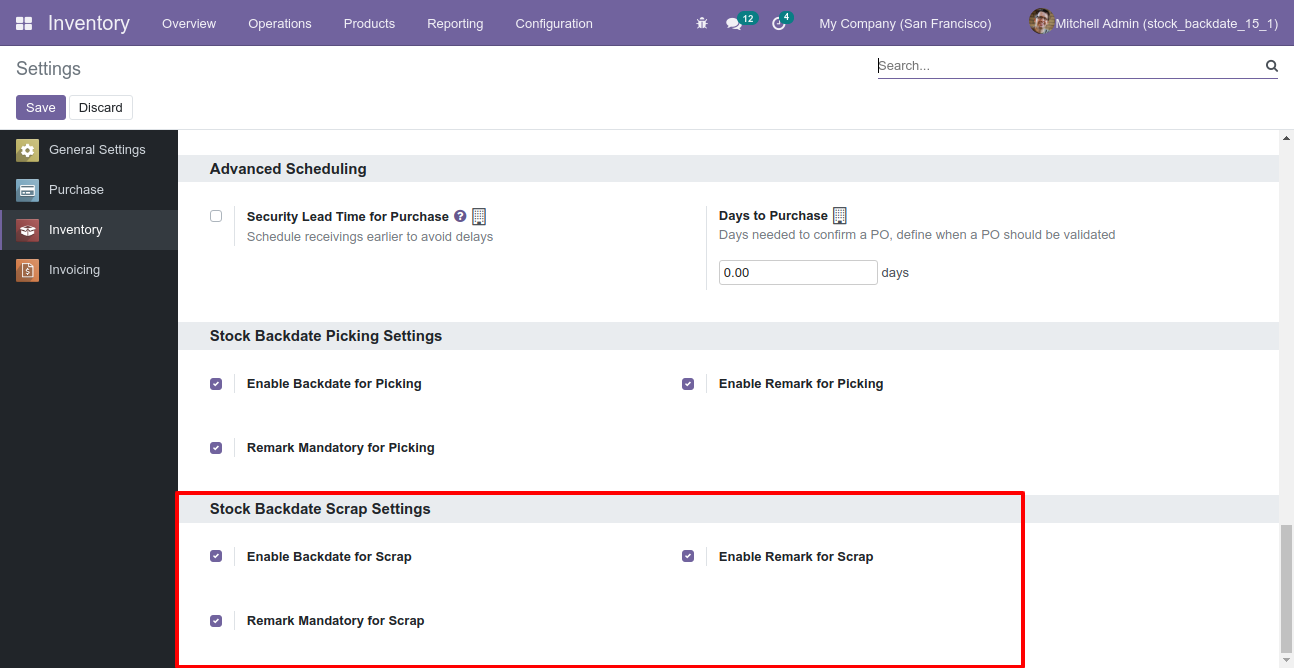 Inventory Overview Operations Products Reporting Configuration 12 4 My Company (San Francisco) Mitchell Admin (stock_backdate_15_1)
Settings Search...
Save Discard
General Settings
Purchase
Inventory
Invoicing
Advanced Scheduling
Security Lead Time for Purchase ? Days to Purchase
Schedule receivings earlier to avoid delays Days needed to confirm a PO, define when a PO should be validated
0.00 days
Stock Backdate Picking Settings
Enable Backdate for Picking Enable Remark for Picking
Remark Mandatory for Picking
Stock Backdate Scrap Settings
Enable Backdate for Scrap Enable Remark for Scrap
Remark Mandatory for Scrap